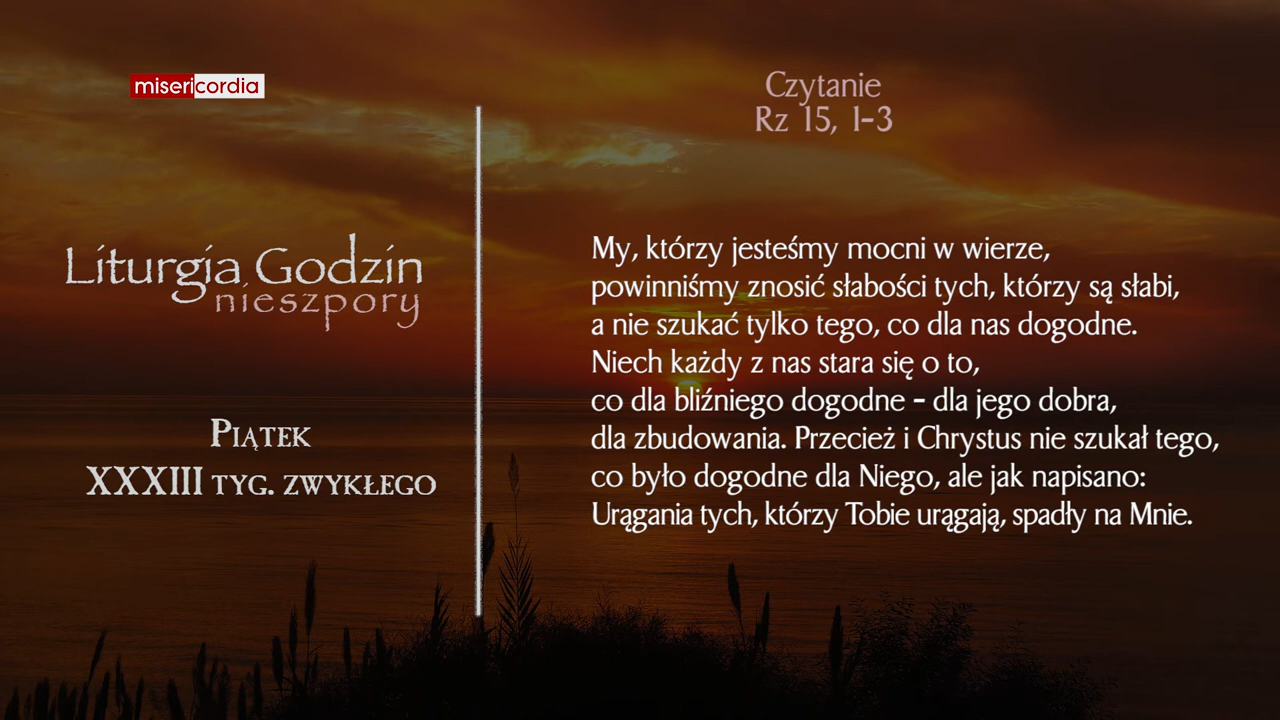 misericordia
Liturgia Godzin
nieszpory
Piątek
XXXIII tyg. zwykłego
Czytanie
Rz 15, 1-3
My, którzy jesteśmy mocni w wierze,
powinniśmy znosić słabości tych, którzy są słabi,
a nie szukać tylko tego, co dla nas dogodne.
Niech każdy z nas stara się o to,
co dla bliźniego dogodne - dla jego dobra,
dla zbudowania. Przecież i Chrystus nie szukał tego,
co było dogodne dla Niego, ale jak napisano:
Urągania tych, którzy Tobie urągają, spadły na Mnie.